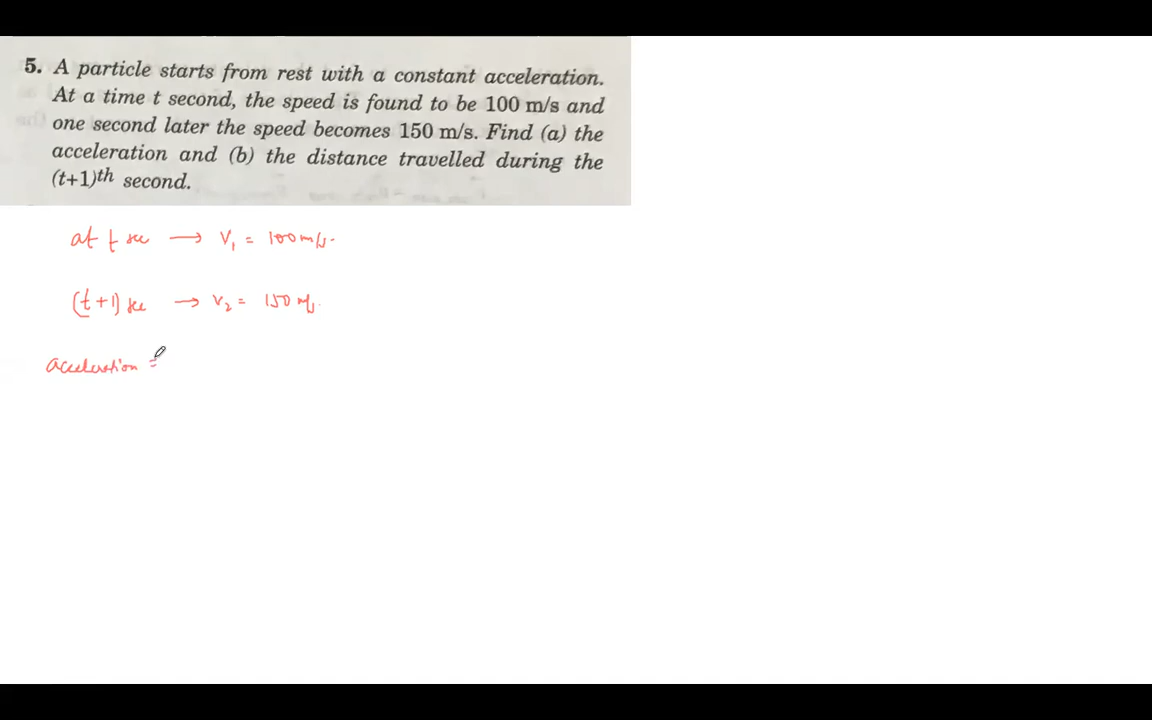 5. A particle starts from rest with a constant acceleration.
At a time t second, the speed is found to be 100 m/s and
one second later the speed becomes 150 m/s. Find (a) the
acceleration and (b) the distance travelled during the
(t+1)th second.
at t sec → V₁ = 100 m/s.
(t+1) sec → V₂ = 150 m/s.
acceleration =